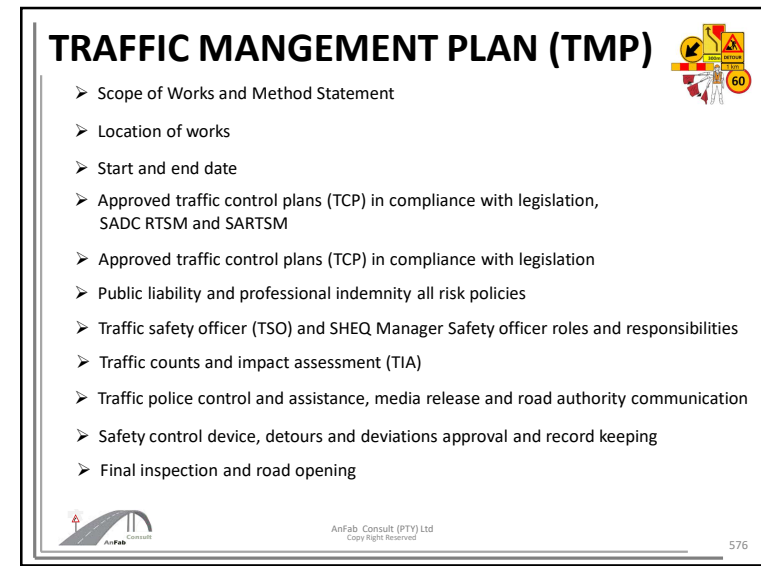 TRAFFIC MANGEMENT PLAN (TMP)
300m
DETOUR
1 km
60
➢ Scope of Works and Method Statement
➢ Location of works
➢ Start and end date
➢ Approved traffic control plans (TCP) in compliance with legislation,
SADC RTSM and SARTSM
➢ Approved traffic control plans (TCP) in compliance with legislation
➢ Public liability and professional indemnity all risk policies
➢ Traffic safety officer (TSO) and SHEQ Manager Safety officer roles and responsibilities
➢ Traffic counts and impact assessment (TIA)
➢ Traffic police control and assistance, media release and road authority communication
➢ Safety control device, detours and deviations approval and record keeping
➢ Final inspection and road opening
AnFab Consult
AnFab Consult (PTY) Ltd
Copy Right Reserved
576